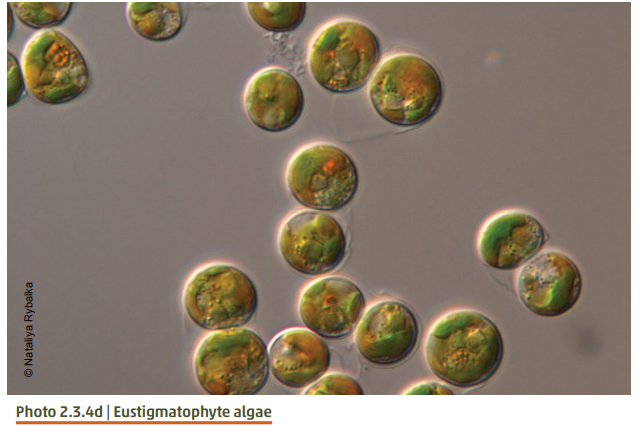 © Nataliya Rybalka
Photo 2.3.4d | Eustigmatophyte algae